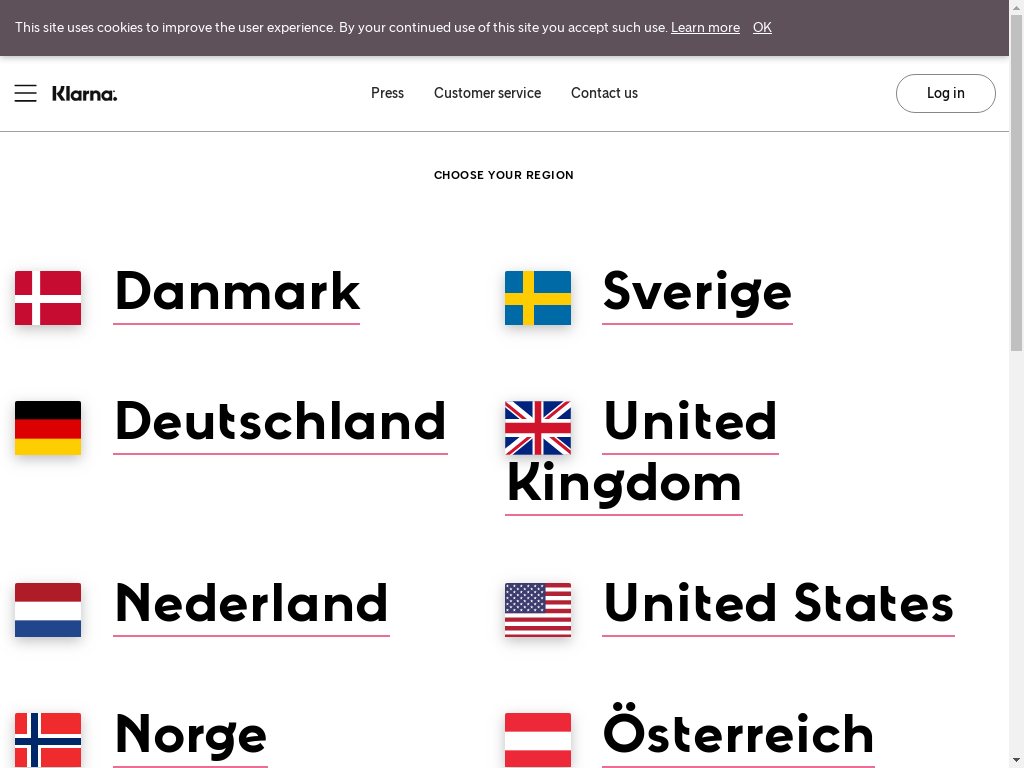 This site uses cookies to improve the user experience. By your continued use of this site you accept such use. Learn more OK
Klarna.
Press
Customer service
Contact us
Log in
CHOOSE YOUR REGION
Danmark
Sverige
Deutschland
United
Kingdom
Nederland
United States
Norge
Österreich